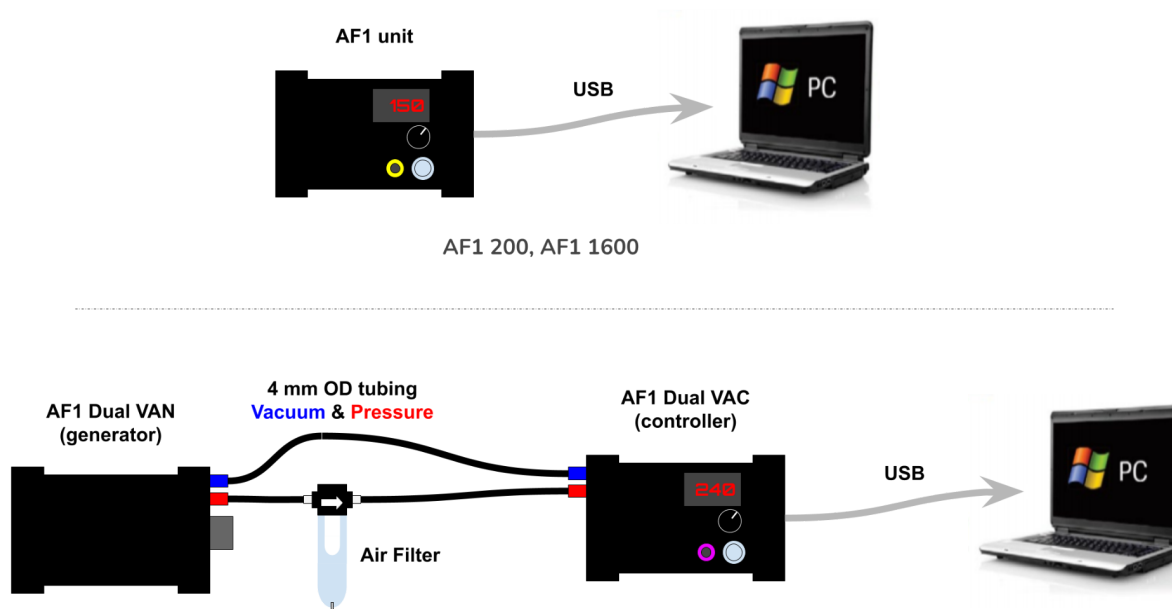 AF1 unit
150
USB
PC
AF1 200, AF1 1600
4 mm OD tubing
Vacuum & Pressure
AF1 Dual VAN
(generator)
AF1 Dual VAC
(controller)
240
USB
PC
Air Filter